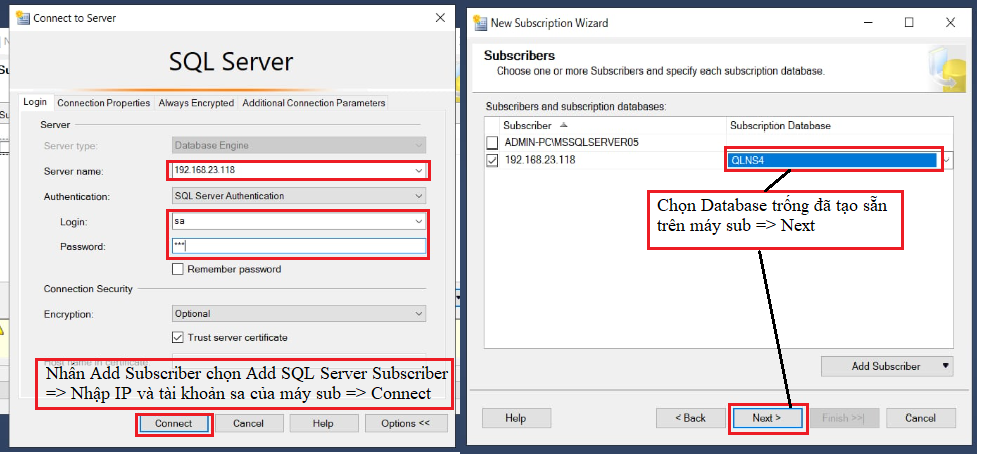 Connect to Server
SQL Server
Login
Connection Properties
Always Encrypted
Additional Connection Parameters
Server
Server type:
Database Engine
Server name:
192.168.23.118
Authentication:
SQL Server Authentication
Login:
sa
Password:
***
Remember password
Connection Security
Encryption:
Optional
Trust server certificate
Host name in certificate:
Nhấn Add Subscriber chọn Add SQL Server Subscriber
=> Nhập IP và tài khoản sa của máy sub => Connect
Connect
Cancel
Help
Options <<
New Subscription Wizard
Subscribers
Choose one or more Subscribers and specify each subscription database.
Subscribers and subscription databases:
Subscriber
Subscription Database
ADMIN-PC\MSSQLSERVER05
192.168.23.118
QLNS4
Chọn Database trống đã tạo sẵn
trên máy sub => Next
Add Subscriber
Help
< Back
Next >
Finish >>|
Cancel